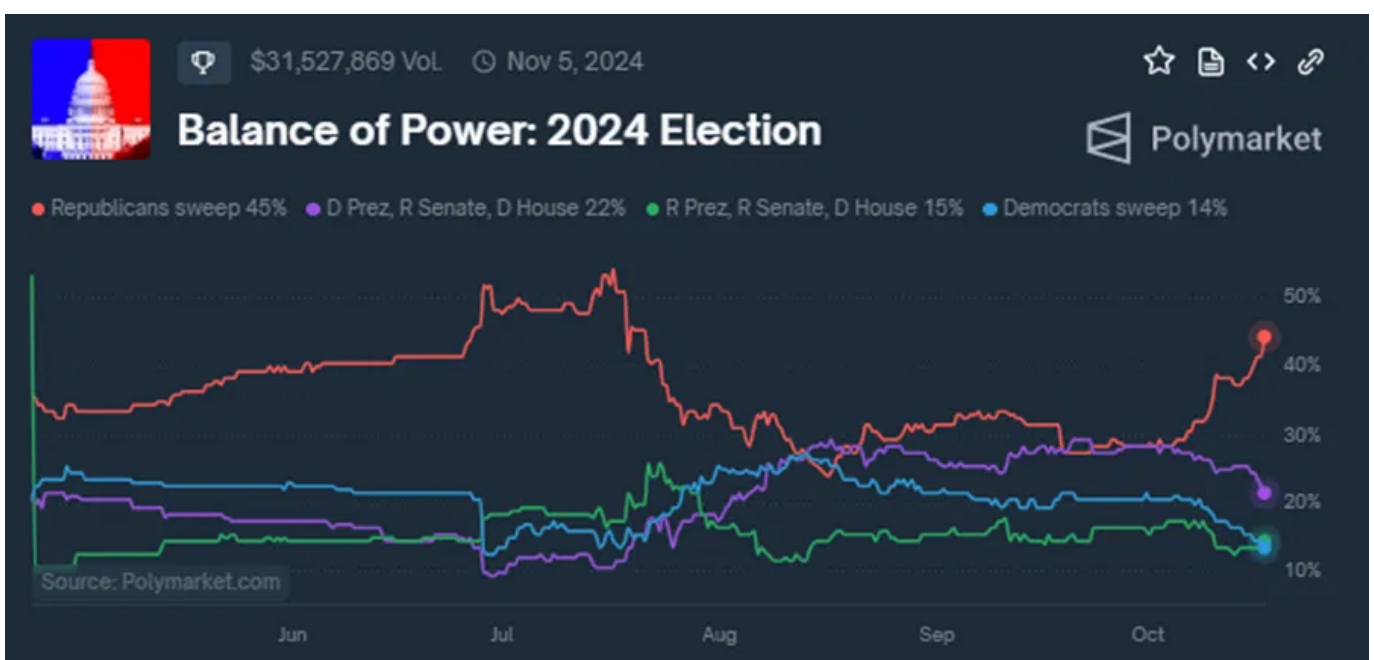 $31,527,869 Vol. Nov 5, 2024
Balance of Power: 2024 Election
Polymarket
Republicans sweep 45% D Prez, R Senate, D House 22% R Prez, R Senate, D House 15% Democrats sweep 14%
50%
40%
30%
20%
10%
Source: Polymarket.com
Jun Jul Aug Sep Oct